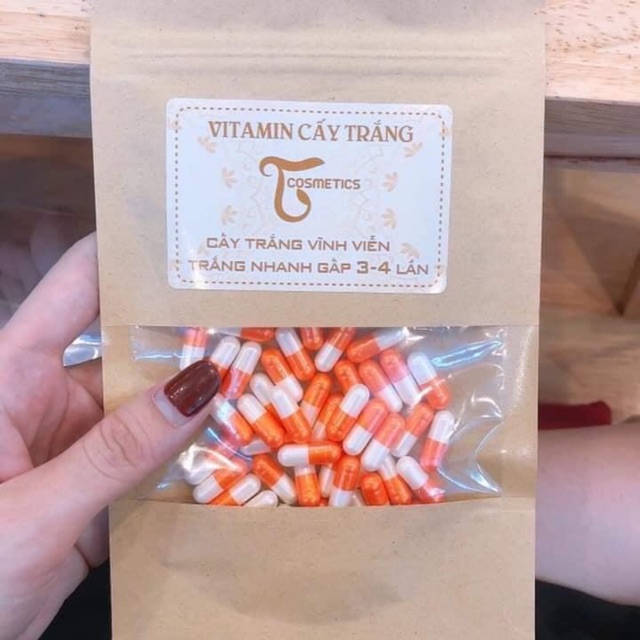 VITAMIN CẤY TRẮNG
T COSMETICS
CẤY TRẮNG VĨNH VIỄN
TRẮNG NHANH GẤP 3-4 LẦN